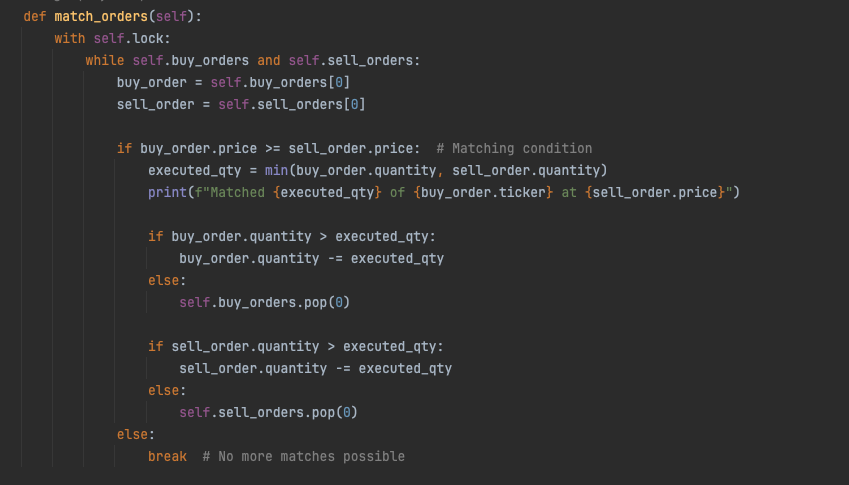 def match_orders(self):
    with self.lock:
        while self.buy_orders and self.sell_orders:
            buy_order = self.buy_orders[0]
            sell_order = self.sell_orders[0]

            if buy_order.price >= sell_order.price:  # Matching condition
                executed_qty = min(buy_order.quantity, sell_order.quantity)
                print(f"Matched {executed_qty} of {buy_order.ticker} at {sell_order.price}")

                if buy_order.quantity > executed_qty:
                    buy_order.quantity -= executed_qty
                else:
                    self.buy_orders.pop(0)

                if sell_order.quantity > executed_qty:
                    sell_order.quantity -= executed_qty
                else:
                    self.sell_orders.pop(0)
            else:
                break  # No more matches possible